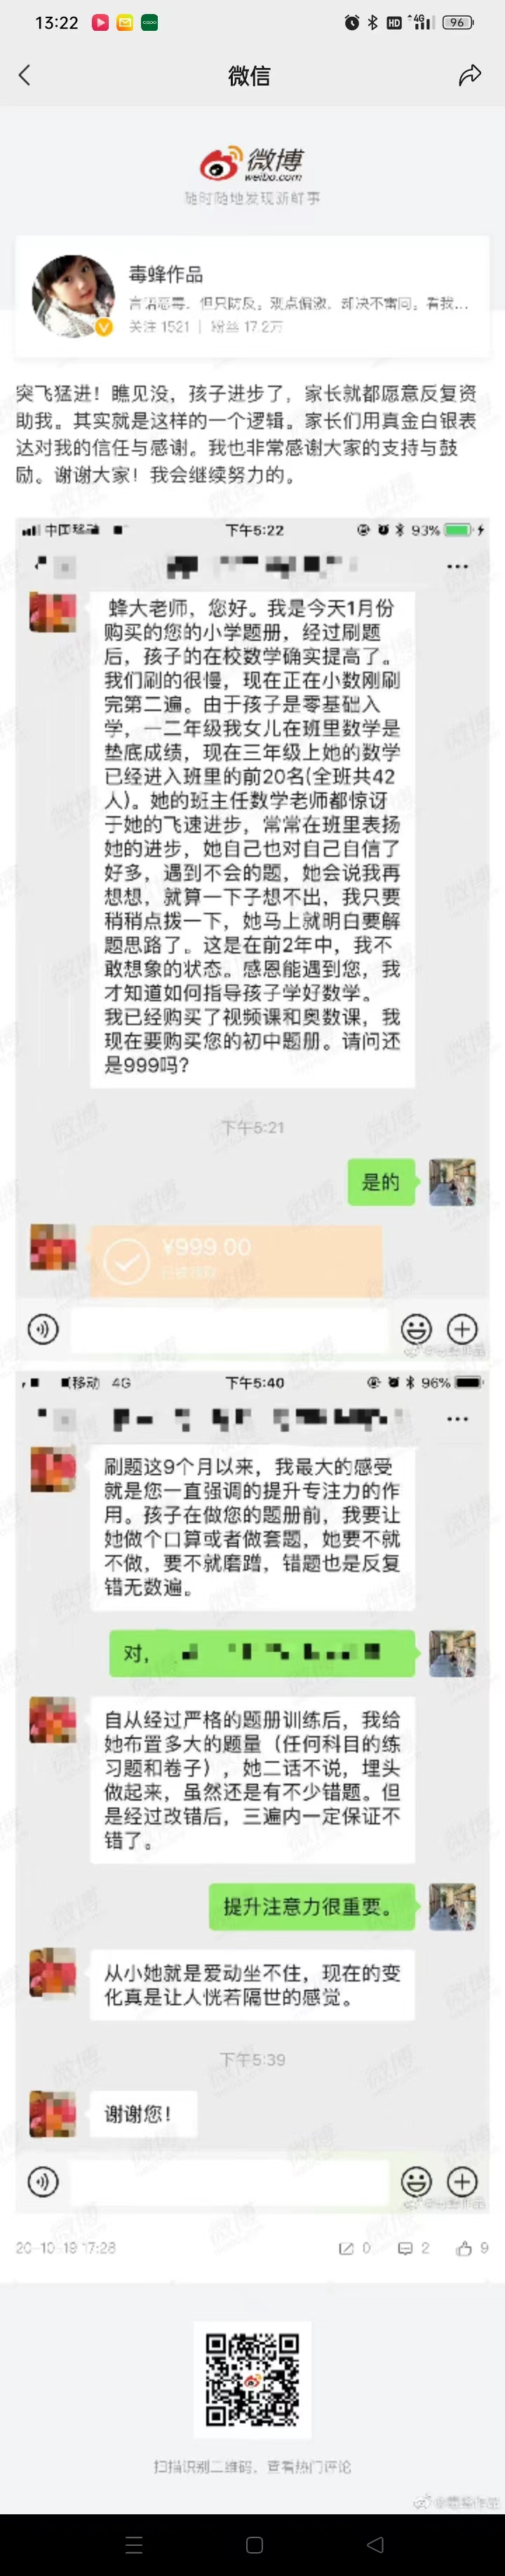 13:22
4G
96
微信
微博
weibo.com
随时随地发现新鲜事
毒蜂作品
言语恶毒，但只防反。观点偏激，却决不雷同。看我...
关注 1521 | 粉丝 17.2万
突飞猛进！瞧见没，孩子进步了，家长就都愿意反复资
助我。其实就是这样的一个逻辑。家长们用真金白银表
达对我的信任与感谢。我也非常感谢大家的支持与鼓
励。谢谢大家！我会继续努力的。
中国移动
下午5:22
93%
蜂大老师，您好。我是今天1月份
购买的您的小学题册，经过刷题
后，孩子的在校数学确实提高了。
我们刷的很慢，现在正在小数刚刷
完第二遍。由于孩子是零基础入
学，一二年级我女儿在班里数学是
垫底成绩，现在三年级上她的数学
已经进入班里的前20名(全班共42
人)。她的班主任数学老师都惊讶
于她的飞速进步，常常在班里表扬
她的进步，她自己也对自己自信了
好多，遇到不会的题，她会说我再
想想，就算一下子想不出，我只要
稍稍点拨一下，她马上就明白要解
题思路了。这是在前2年中，我不
敢想象的状态。感恩能遇到您，我
才知道如何指导孩子学好数学。
我已经购买了视频课和奥数课，我
现在要购买您的初中题册。请问还
是999吗?
下午5:21
是的
¥999.00
已被领取
移动 4G
下午5:40
96%
刷题这9个月以来，我最大的感受
就是您一直强调的提升专注力的作
用。孩子在做您的题册前，我要让
她做个口算或者做套题，她要不就
不做，要不就磨蹭，错题也是反复
错无数遍。
对，
自从经过严格的题册训练后，我给
她布置多大的题量（任何科目的练
习题和卷子），她二话不说，埋头
做起来，虽然还是有不少错题。但
是经过改错后，三遍内一定保证不
错了。
提升注意力很重要。
从小她就是爱动坐不住，现在的变
化真是让人恍若隔世的感觉。
下午5:39
谢谢您！
20-10-19 17:28
0
2
9
扫描识别二维码，查看热门评论
@毒蜂作品